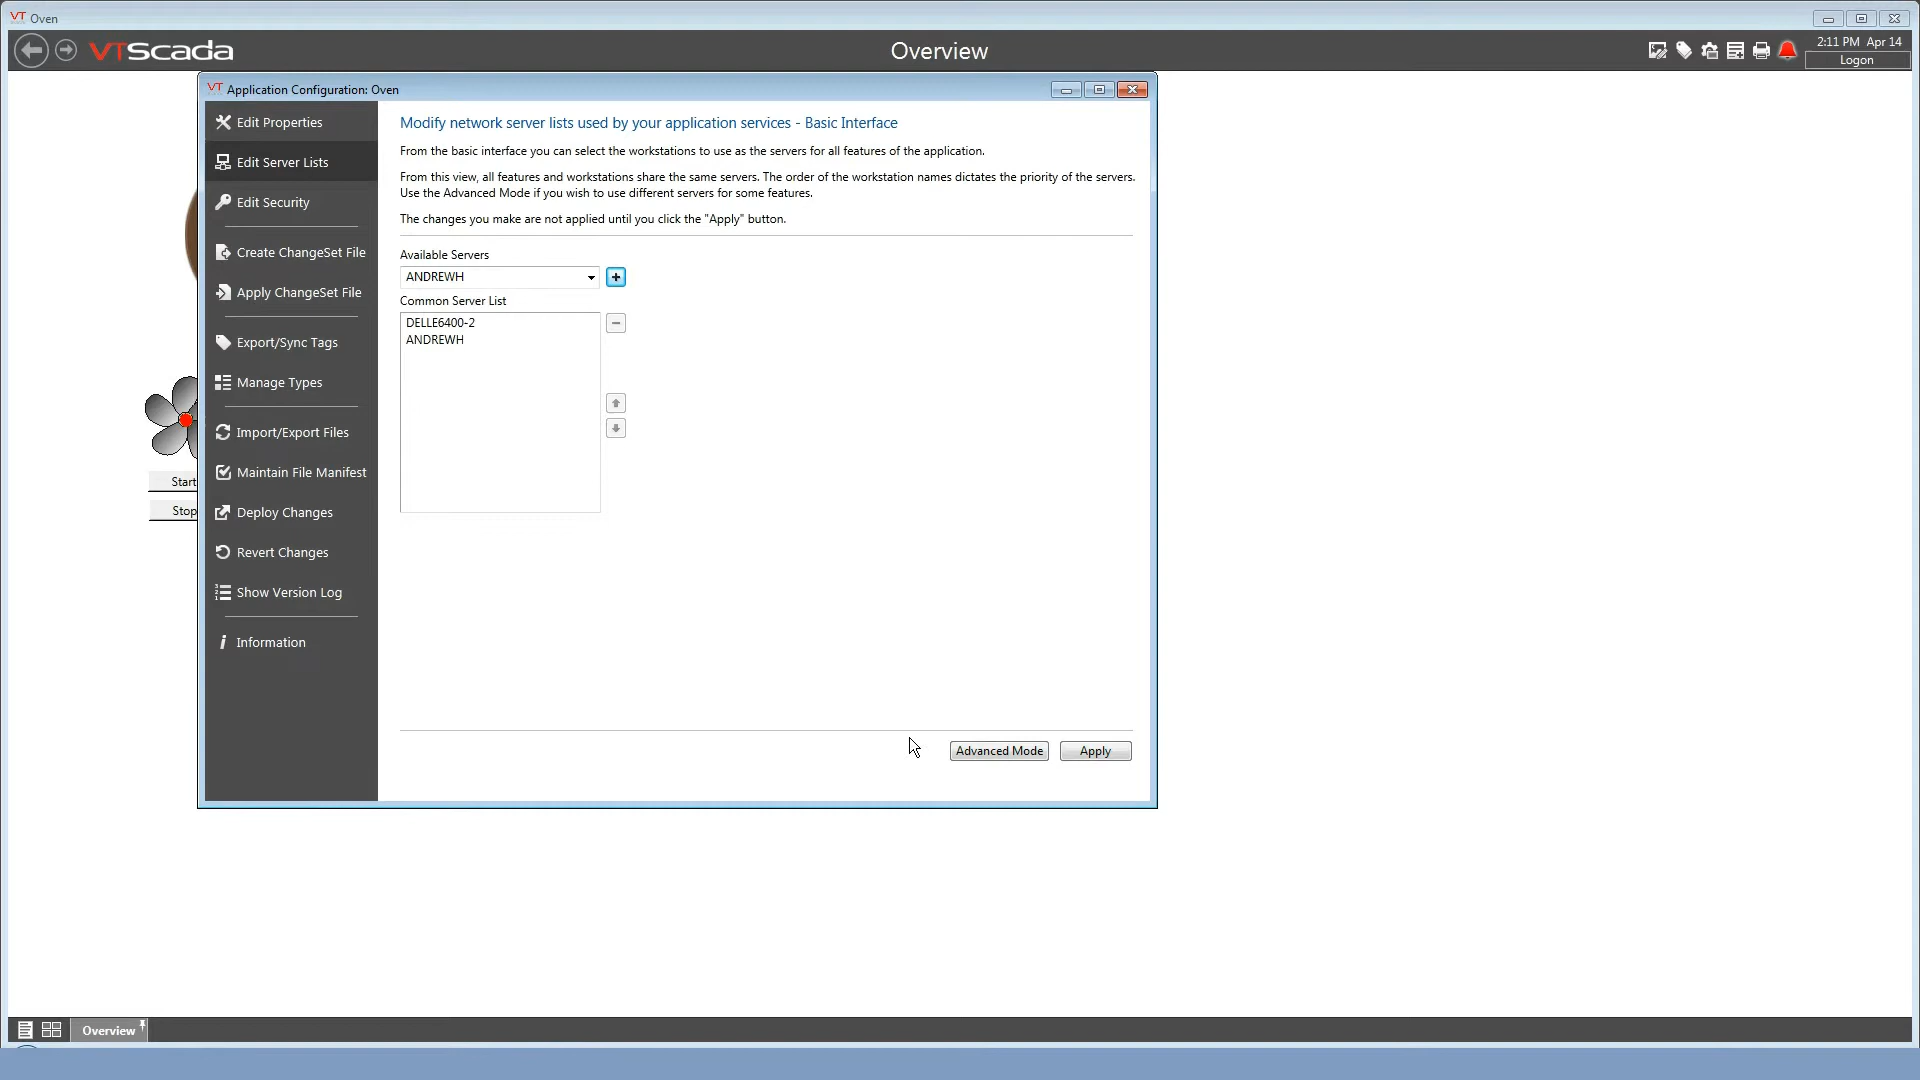 VT Oven
VTScada
Overview
2:11 PM Apr 14
Logon
VT Application Configuration: Oven
Edit Properties
Edit Server Lists
Edit Security
Create ChangeSet File
Apply ChangeSet File
Export/Sync Tags
Manage Types
Import/Export Files
Maintain File Manifest
Deploy Changes
Revert Changes
Show Version Log
Information
Modify network server lists used by your application services - Basic Interface
From the basic interface you can select the workstations to use as the servers for all features of the application.
From this view, all features and workstations share the same servers. The order of the workstation names dictates the priority of the servers.
Use the Advanced Mode if you wish to use different servers for some features.
The changes you make are not applied until you click the "Apply" button.
Available Servers
ANDREWH
Common Server List
DELLE6400-2
ANDREWH
Advanced Mode
Apply
Start
Stop
Overview